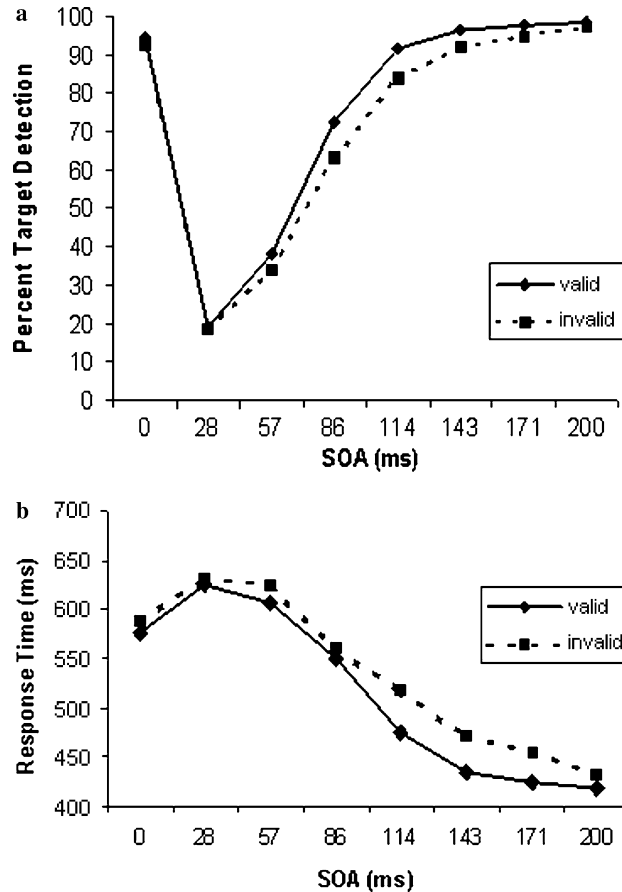 a
Percent Target Detection
100
90
80
70
60
50
40
30
20
10
0
valid
invalid
0 28 57 86 114 143 171 200
SOA (ms)
b
Response Time (ms)
700
650
600
550
500
450
400
valid
invalid
0 28 57 86 114 143 171 200
SOA (ms)